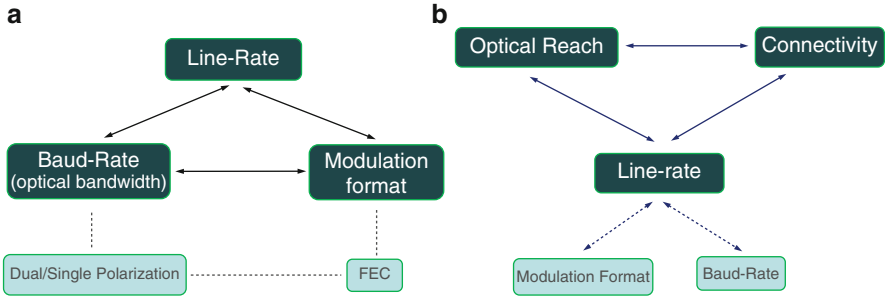 a
Line-Rate
Baud-Rate
(optical bandwidth)
Modulation
format
Dual/Single Polarization
FEC
b
Optical Reach
Connectivity
Line-rate
Modulation Format
Baud-Rate